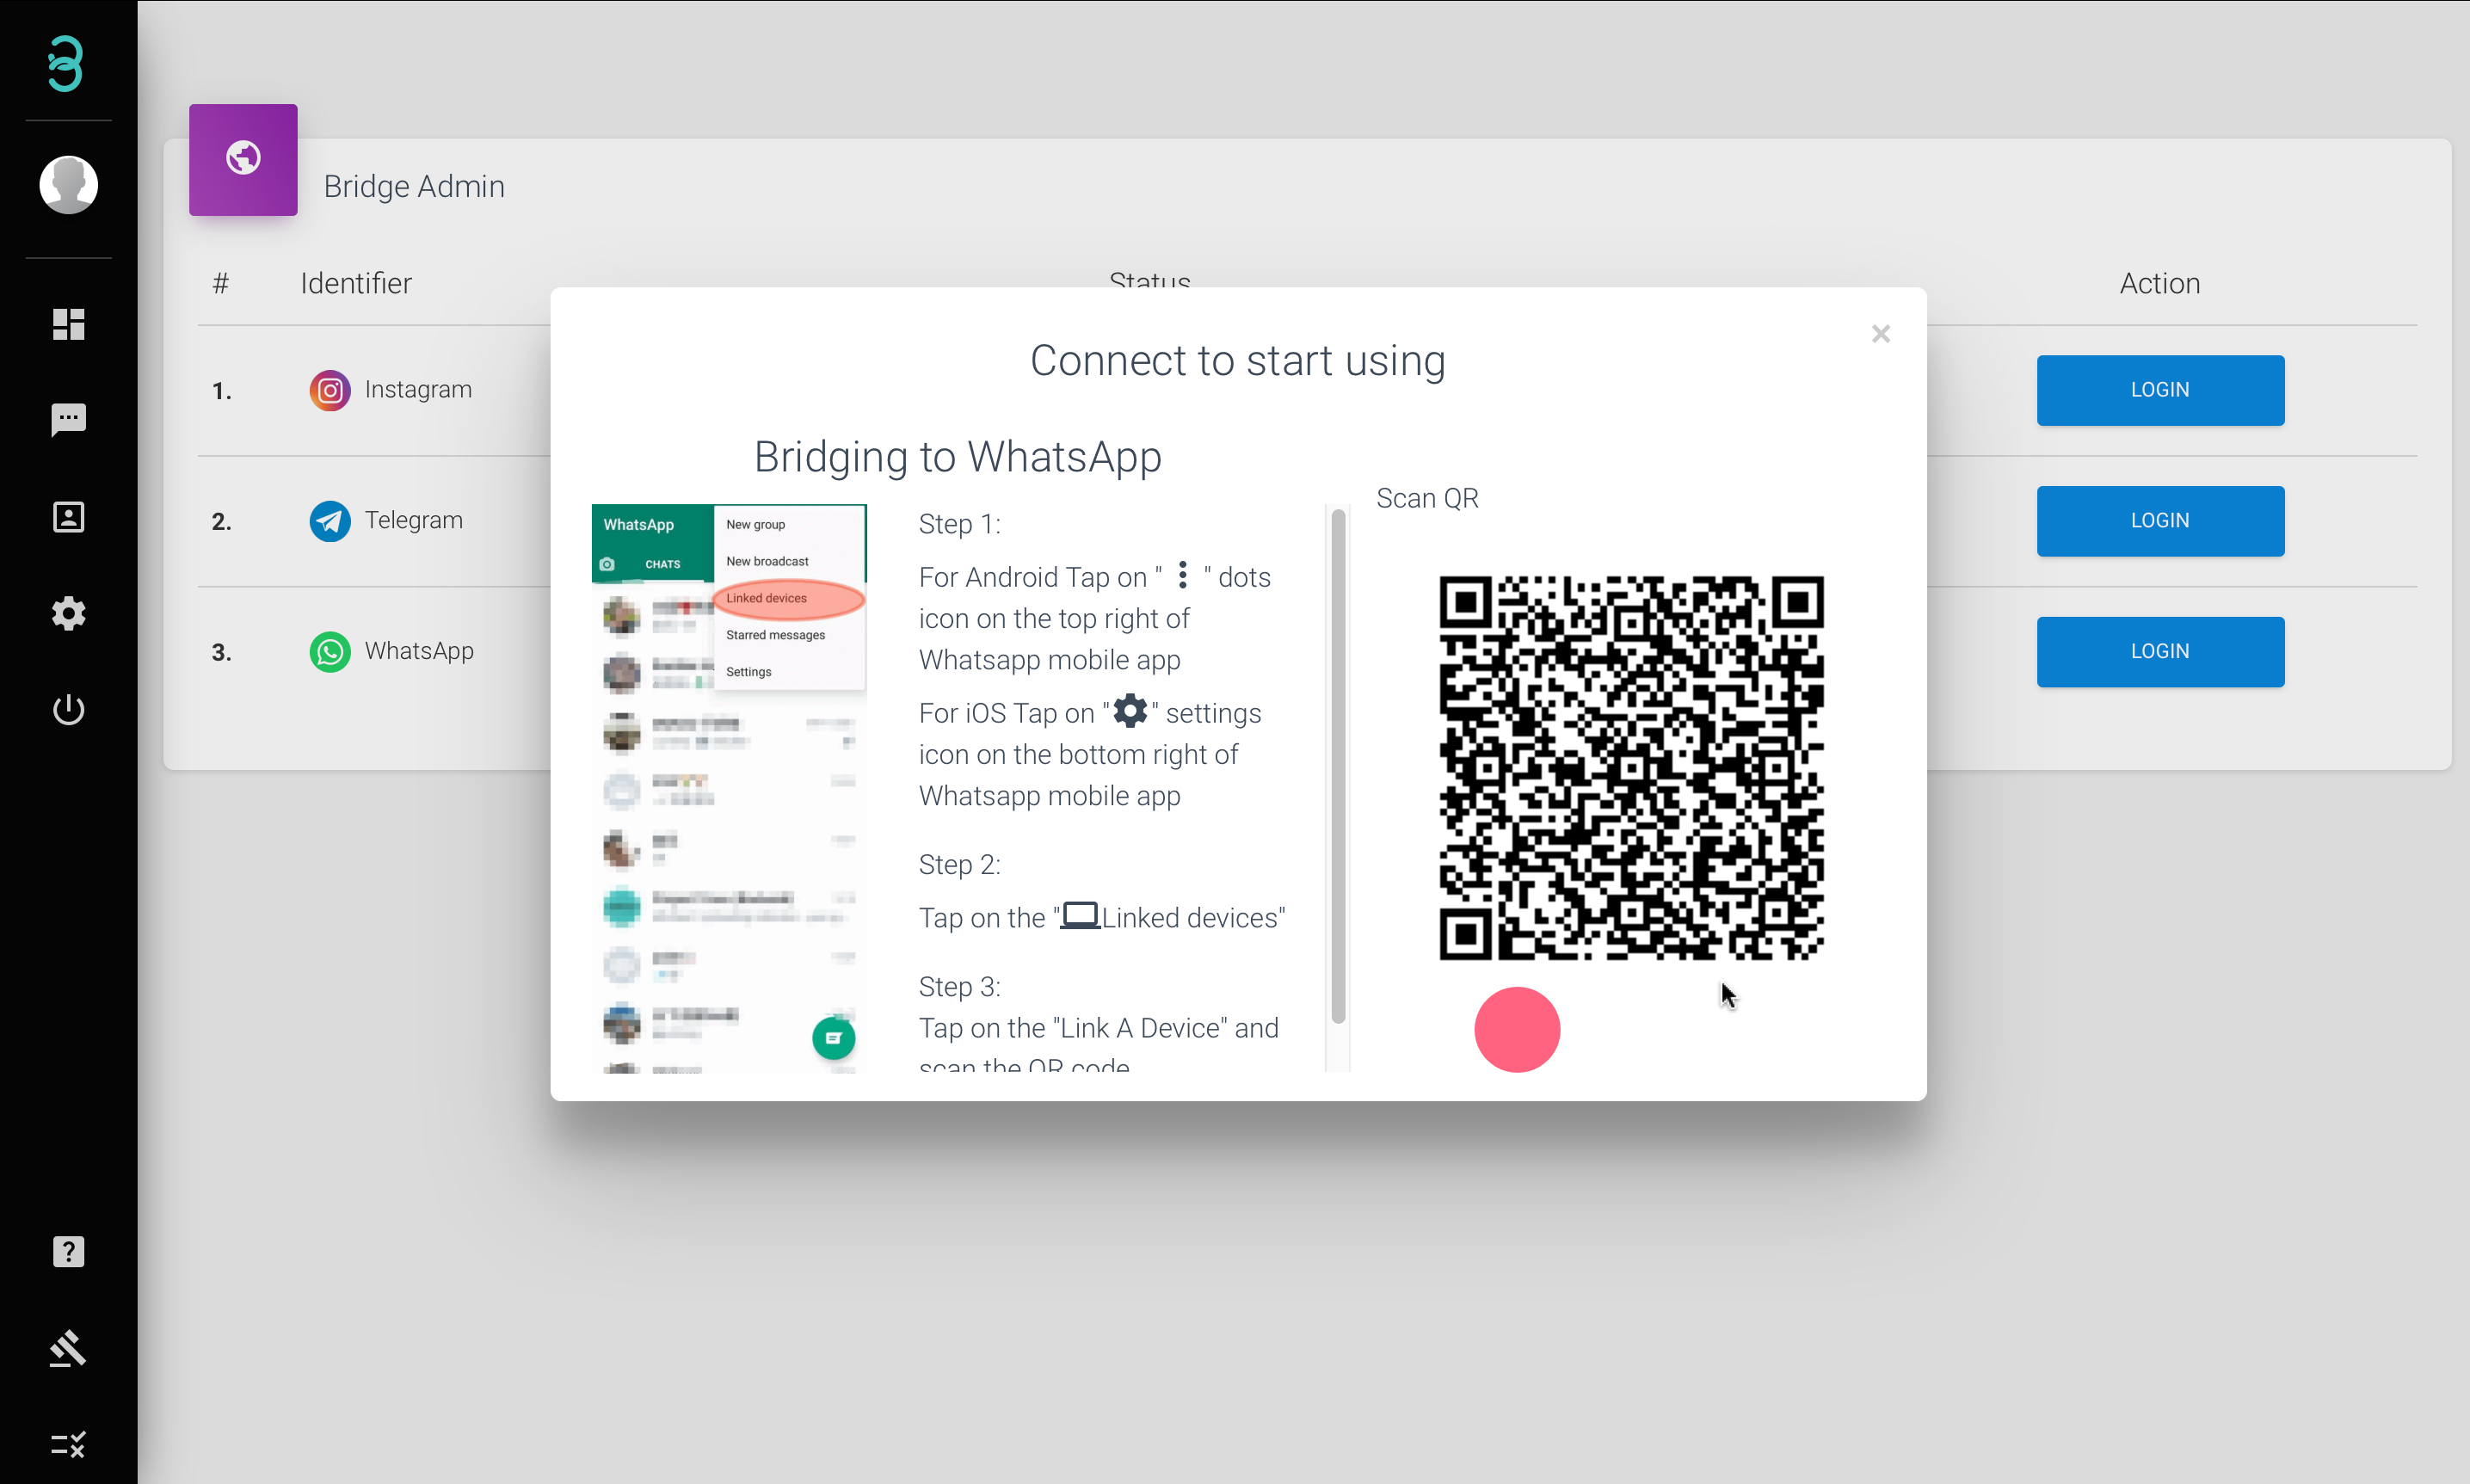 Bridge Admin
# Identifier Status Action
1. Instagram LOGIN
2. Telegram LOGIN
3. WhatsApp LOGIN
×
Connect to start using
Bridging to WhatsApp
WhatsApp
CHATS
New group
New broadcast
Linked devices
Starred messages
Settings
Step 1:
For Android Tap on " ⋮ " dots
icon on the top right of
Whatsapp mobile app
For iOS Tap on "⚙" settings
icon on the bottom right of
Whatsapp mobile app
Step 2:
Tap on the "Linked devices"
Step 3:
Tap on the "Link A Device" and
scan the QR code
Scan QR